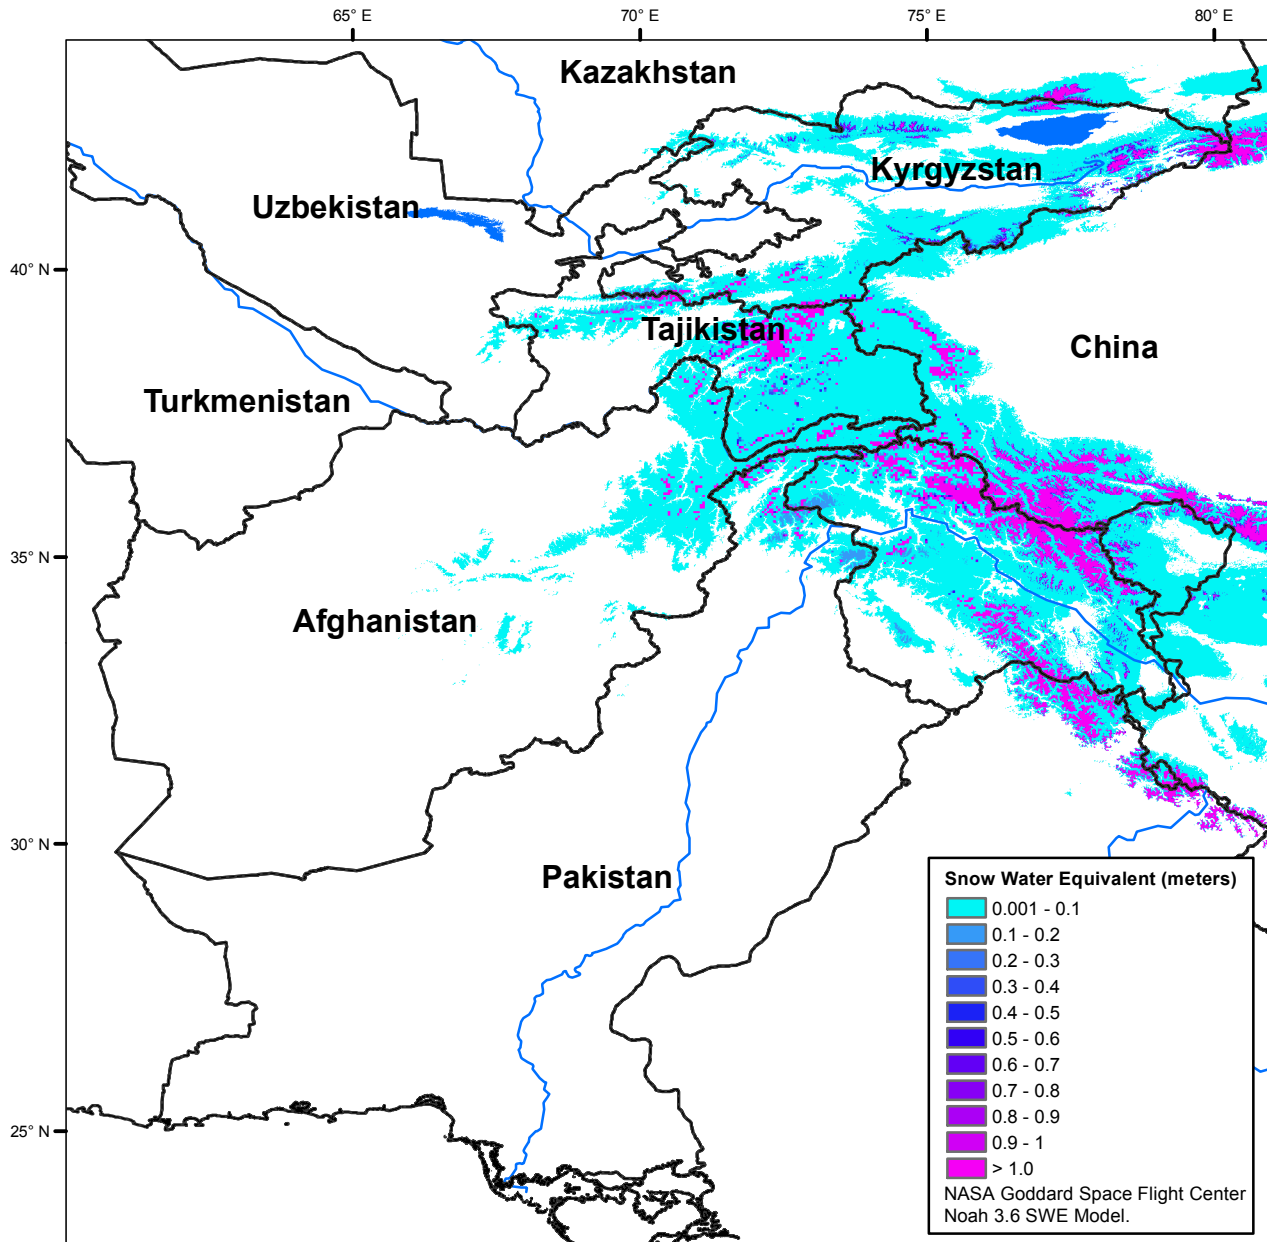 65° E
70° E
75° E
80° E
Kazakhstan
Kyrgyzstan
Uzbekistan
40° N
Tajikistan
China
Turkmenistan
35° N
Afghanistan
30° N
Pakistan
25° N
Snow Water Equivalent (meters)
0.001 - 0.1
0.1 - 0.2
0.2 - 0.3
0.3 - 0.4
0.4 - 0.5
0.5 - 0.6
0.6 - 0.7
0.7 - 0.8
0.8 - 0.9
0.9 - 1
> 1.0
NASA Goddard Space Flight Center
Noah 3.6 SWE Model.